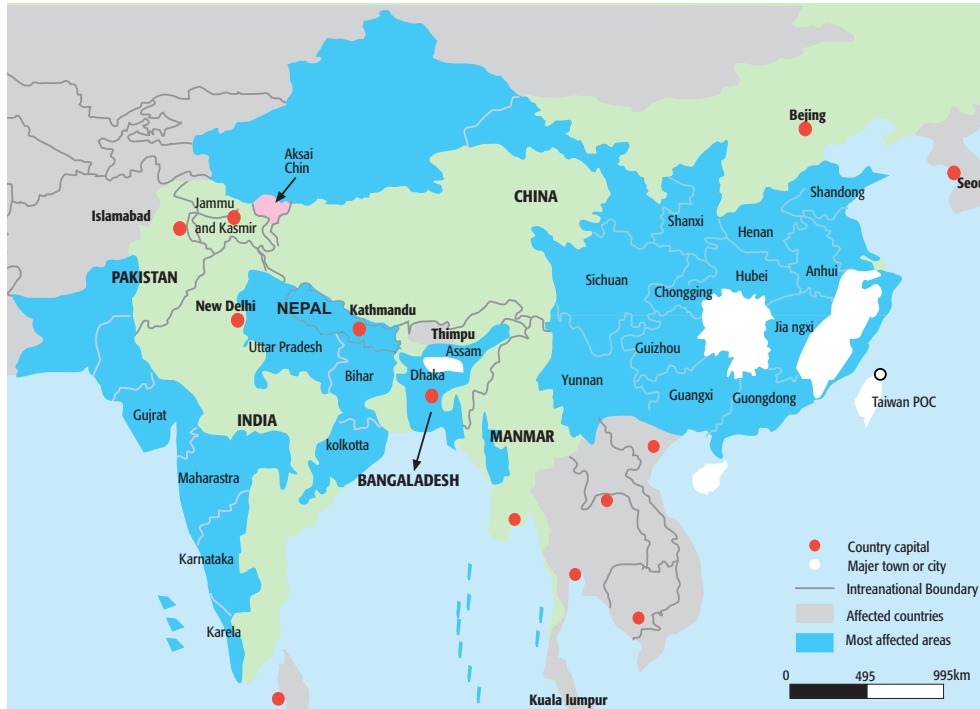 Bejing
Seou
Aksai
Chin
Shandong
CHINA
Jammu
Islamabad
and Kasmir
Shanxi
Henan
PAKISTAN
Sichuan
Hubei
Anhui
Chongging
New Delhi
NEPAL
Kathmandu
Thimpu
Jia ngxi
Uttar Pradesh
Assam
Guizhou
Bihar
Dhaka
Yunnan
Guangxi
Guongdong
Taiwan POC
Gujrat
INDIA
kolkotta
MANMAR
BANGALADESH
Maharastra
Karnataka
Karela
Kuala lumpur
Country capital
Majer town or city
Intreanational Boundary
Affected countries
Most affected areas
0 495 995km